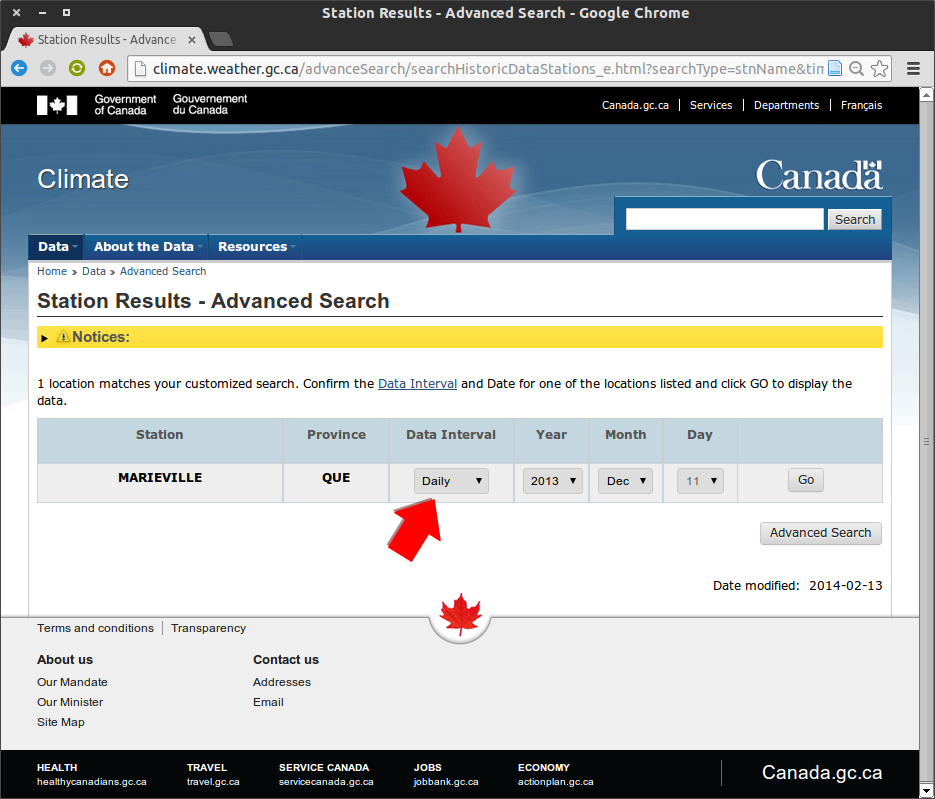 Station Results - Advanced Search - Google Chrome
Station Results - Advance
climate.weather.gc.ca/advanceSearch/searchHistoricDataStations_e.html?searchType=stnName&tim
Government of Canada
Gouvernement du Canada
Canada.gc.ca Services Departments Français
Climate
Canada
Search
Data About the Data Resources
Home » Data » Advanced Search
Station Results - Advanced Search
Notices:
1 location matches your customized search. Confirm the Data Interval and Date for one of the locations listed and click GO to display the
data.
Station Province Data Interval Year Month Day
MARIEVILLE QUE Daily 2013 Dec 11 Go
Advanced Search
Date modified: 2014-02-13
Terms and conditions Transparency
About us Contact us
Our Mandate Addresses
Our Minister Email
Site Map
HEALTH TRAVEL SERVICE CANADA JOBS ECONOMY
healthycanadians.gc.ca travel.gc.ca servicecanada.gc.ca jobbank.gc.ca actionplan.gc.ca
Canada.gc.ca